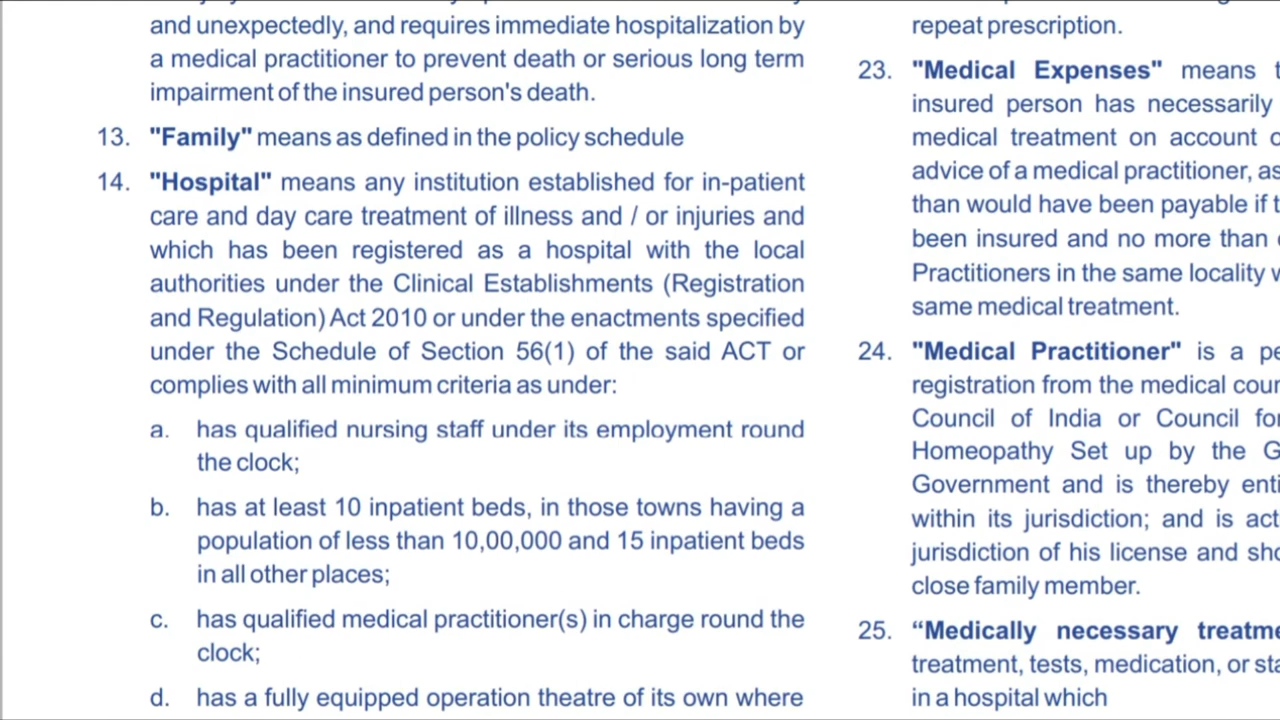 and unexpectedly, and requires immediate hospitalization by
a medical practitioner to prevent death or serious long term
impairment of the insured person's death.
13. "Family" means as defined in the policy schedule
14. "Hospital" means any institution established for in-patient
care and day care treatment of illness and / or injuries and
which has been registered as a hospital with the local
authorities under the Clinical Establishments (Registration
and Regulation) Act 2010 or under the enactments specified
under the Schedule of Section 56(1) of the said ACT or
complies with all minimum criteria as under:
a. has qualified nursing staff under its employment round
the clock;
b. has at least 10 inpatient beds, in those towns having a
population of less than 10,00,000 and 15 inpatient beds
in all other places;
c. has qualified medical practitioner(s) in charge round the
clock;
d. has a fully equipped operation theatre of its own where
repeat prescription.
23. "Medical Expenses" means
insured person has necessarily
medical treatment on account
advice of a medical practitioner, as
than would have been payable if
been insured and no more than
Practitioners in the same locality
same medical treatment.
24. "Medical Practitioner" is a
registration from the medical
Council of India or Council
Homeopathy Set up by the
Government and is thereby
within its jurisdiction; and is
jurisdiction of his license and
close family member.
25. “Medically necessary
treatment, tests, medication, or
in a hospital which